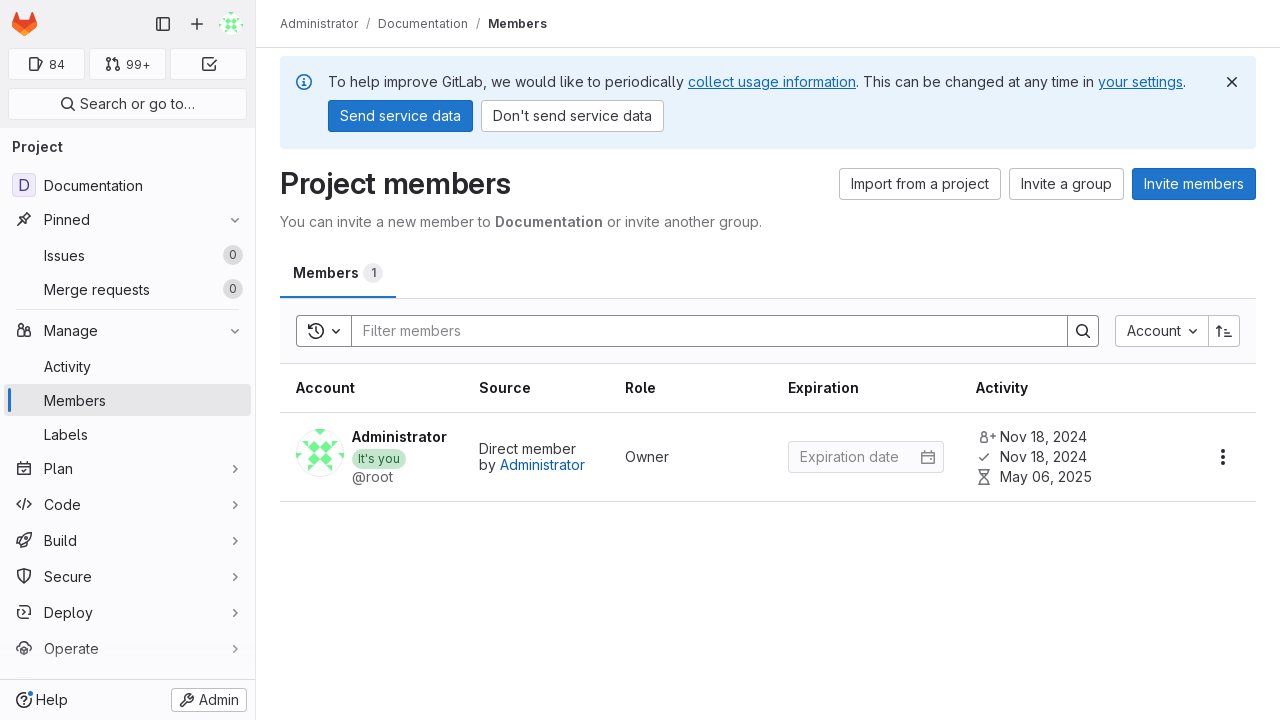 84
99+
Search or go to…
Project
D
Documentation
Pinned
Issues
0
Merge requests
0
Manage
Activity
Members
Labels
Plan
Code
Build
Secure
Deploy
Operate
Help
Admin
Administrator / Documentation / Members
To help improve GitLab, we would like to periodically collect usage information. This can be changed at any time in your settings.
Send service data
Don't send service data
Project members
Import from a project
Invite a group
Invite members
You can invite a new member to Documentation or invite another group.
Members 1
Filter members
Account
Account
Source
Role
Expiration
Activity
Administrator
It's you
@root
Direct member
by Administrator
Owner
Expiration date
Nov 18, 2024
Nov 18, 2024
May 06, 2025